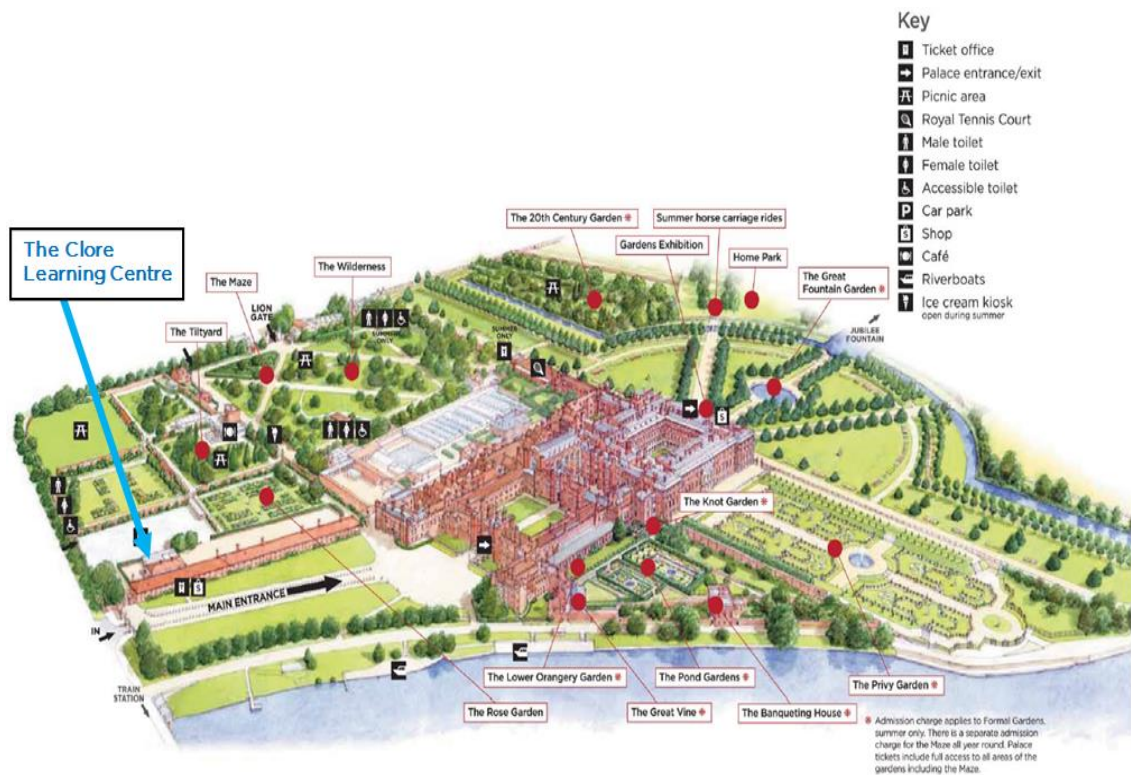 Key
Ticket office
Palace entrance/exit
Picnic area
Royal Tennis Court
Male toilet
Female toilet
Accessible toilet
P
Car park
S
Shop
Café
Riverboats
Ice cream kiosk
open during summer
The Clore
Learning Centre
The 20th Century Garden *
Summer horse carriage rides
Gardens Exhibition
Home Park
The Great
Fountain Garden *
The Wilderness
The Maze
LION
GATE
The Tiltyard
SUMMER
ONLY
SUMMER
ONLY
JUBILEE
FOUNTAIN
S
The Knot Garden *
S
MAIN ENTRANCE
IN
TRAIN
STATION
The Lower Orangery Garden *
The Pond Gardens *
The Privy Garden *
The Rose Garden
The Great Vine *
The Banqueting House *
* Admission charge applies to Formal Gardens,
summer only. There is a separate admission
charge for the Maze all year round. Palace
tickets include full access to all areas of the
gardens including the Maze.